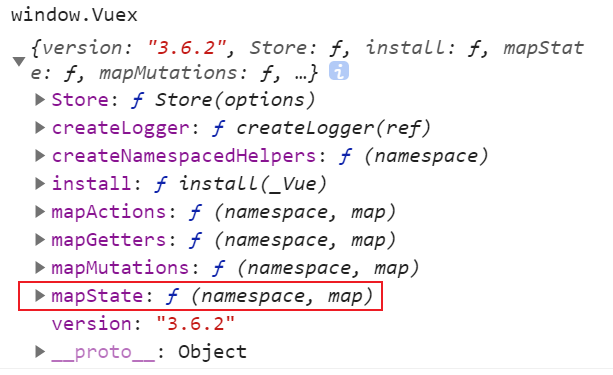 window.Vuex
{version: "3.6.2", Store: ƒ, install: ƒ, mapStat
e: ƒ, mapMutations: ƒ, …} i
Store: ƒ Store(options)
createLogger: ƒ createLogger(ref)
createNamespacedHelpers: ƒ (namespace)
install: ƒ install(_Vue)
mapActions: ƒ (namespace, map)
mapGetters: ƒ (namespace, map)
mapMutations: ƒ (namespace, map)
mapState: ƒ (namespace, map)
version: "3.6.2"
__proto__: Object